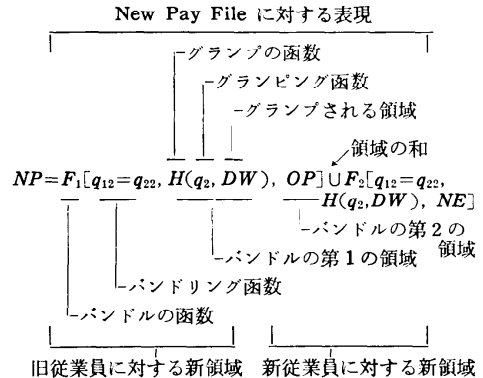 New Pay File に対する表現
グランプの函数
グランピング函数
グランプされる領域
領域の和
NP=F₁[q₁₂=q₂₂, H(q₂, DW), OP]∪F₂[q₁₂=q₂₂,
H(q₂,DW), NE]
バンドルの第2の
領域
バンドルの第1の領域
バンドリング函数
バンドルの函数
旧従業員に対する新領域 新従業員に対する新領域